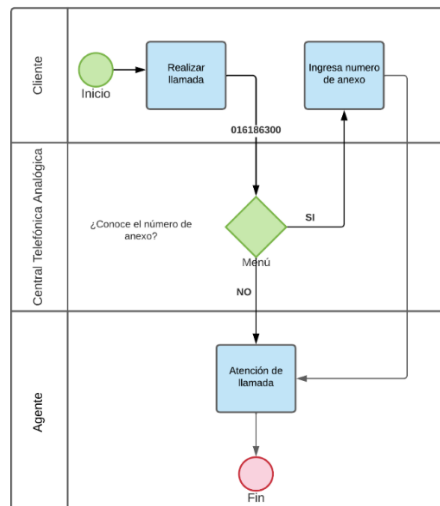 Cliente
Inicio
Realizar
llamada
Ingresa numero
de anexo
016186300
Central Telefónica Analógica
¿Conoce el número de
anexo?
SI
Menú
NO
Agente
Atención de
llamada
Fin